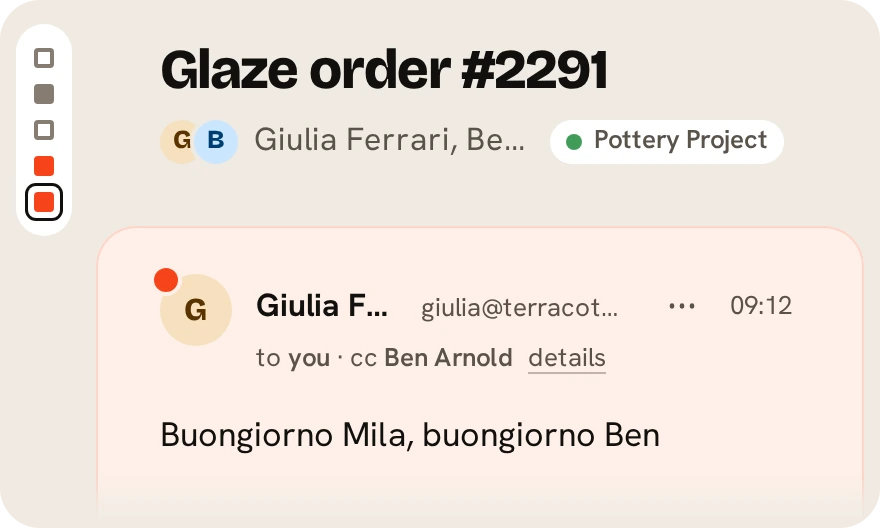 Glaze order #2291
G B Giulia Ferrari, Be... Pottery Project
G Giulia F... giulia@terracot... ··· 09:12
to you · cc Ben Arnold details
Buongiorno Mila, buongiorno Ben